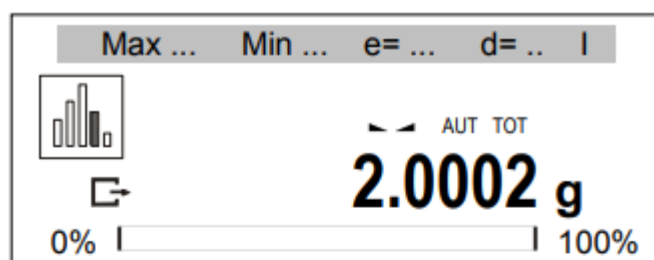 Max ... Min ... e= ... d= .. I
AUT TOT
2.0002 g
0% 100%